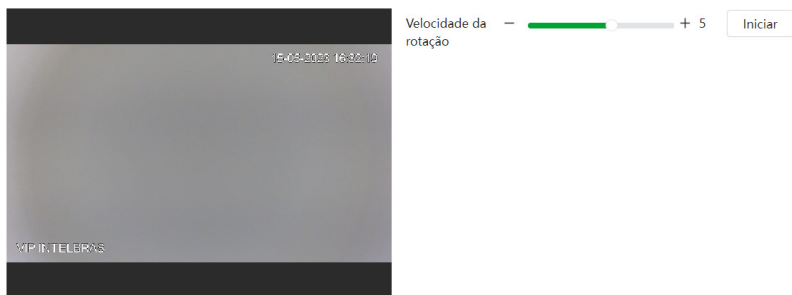 15-03-2023 16:32:10
VIP INTELBRAS
Velocidade da
rotação
− + 5 Iniciar